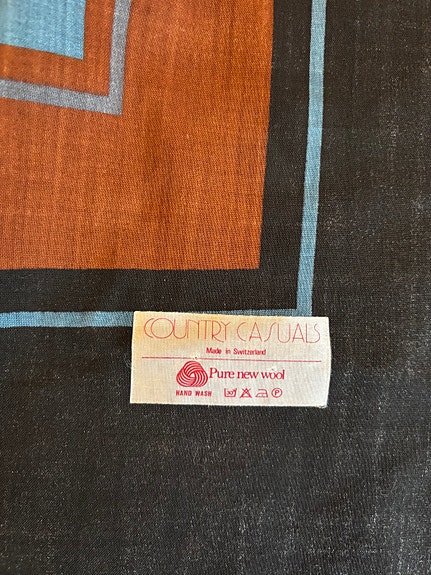 COUNTRY CASUALS
Made in Switzerland
Pure new wool
HAND WASH
P